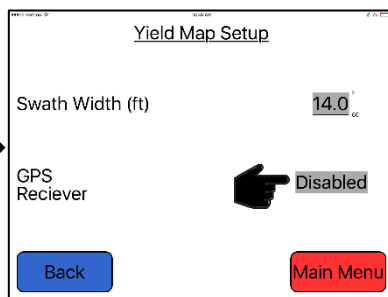 Yield Map Setup
Swath Width (ft)
14.0
GPS
Reciever
Disabled
Back
Main Menu